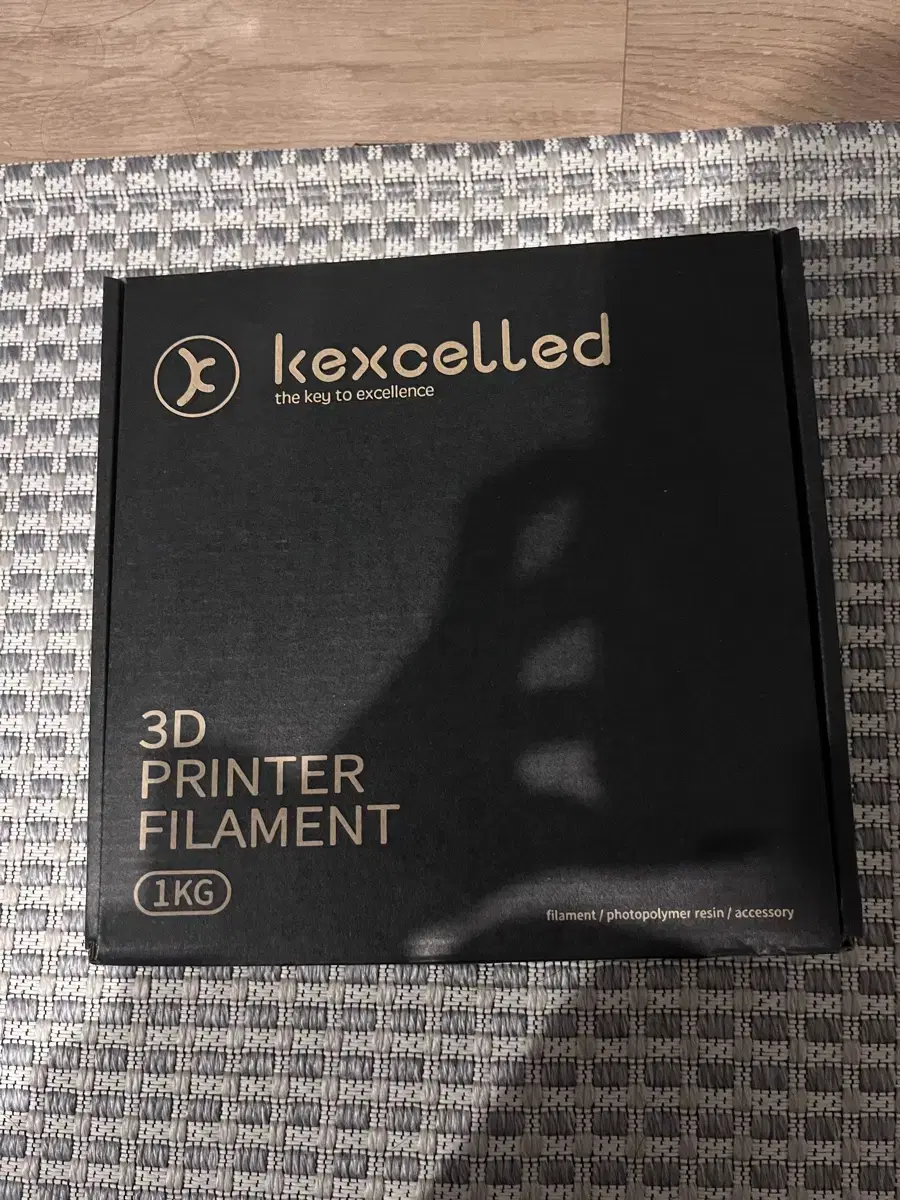 kexcelled
the key to excellence
3D
PRINTER
FILAMENT
1KG
filament / photopolymer resin / accessory